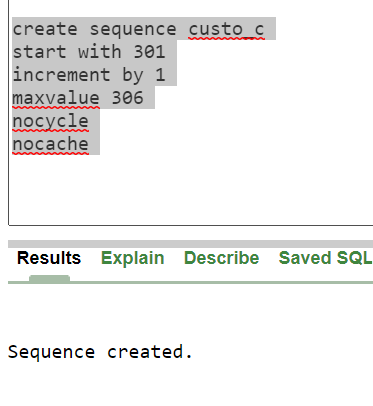 create sequence custo_c
start with 301
increment by 1
maxvalue 306
nocycle
nocache
Results Explain Describe Saved SQL
Sequence created.